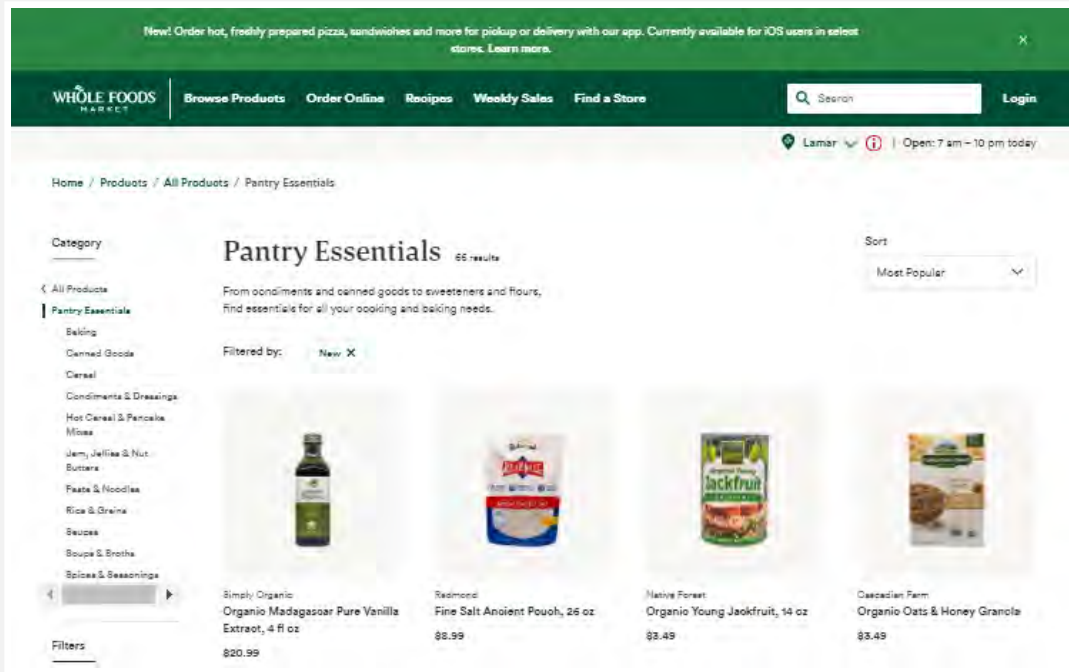 New! Order hot, freshly prepared pizza, sandwiches and more for pickup or delivery with our app. Currently available for iOS users in select
stores. Learn more.
WHOLE FOODS
MARKET
Browse Products Order Online Recipes Weekly Sales Find a Store
Search
Login
Lamar | Open: 7 am – 10 pm today
Home / Products / All Products / Pantry Essentials
Category
All Products
Pantry Essentials
Baking
Canned Goods
Cereal
Condiments & Dressings
Hot Cereal & Pancake
Mixes
Jam, Jellies & Nut
Butters
Pasta & Noodles
Rice & Grains
Sauces
Soups & Broths
Spices & Seasonings
Filters
Pantry Essentials
results
From condiments and canned goods to sweeteners and flours,
find essentials for all your cooking and baking needs.
Sort
Most Popular
Filtered by: New X
Jackfruit
Simply Organic
Organic Madagascar Pure Vanilla
Extract, 4 fl oz
$20.99
Redmond
Fine Salt Ancient Pouch, 26 oz
$8.99
Native Forest
Organic Young Jackfruit, 14 oz
$3.49
Cascadian Farm
Organic Oats & Honey Granola
$3.49